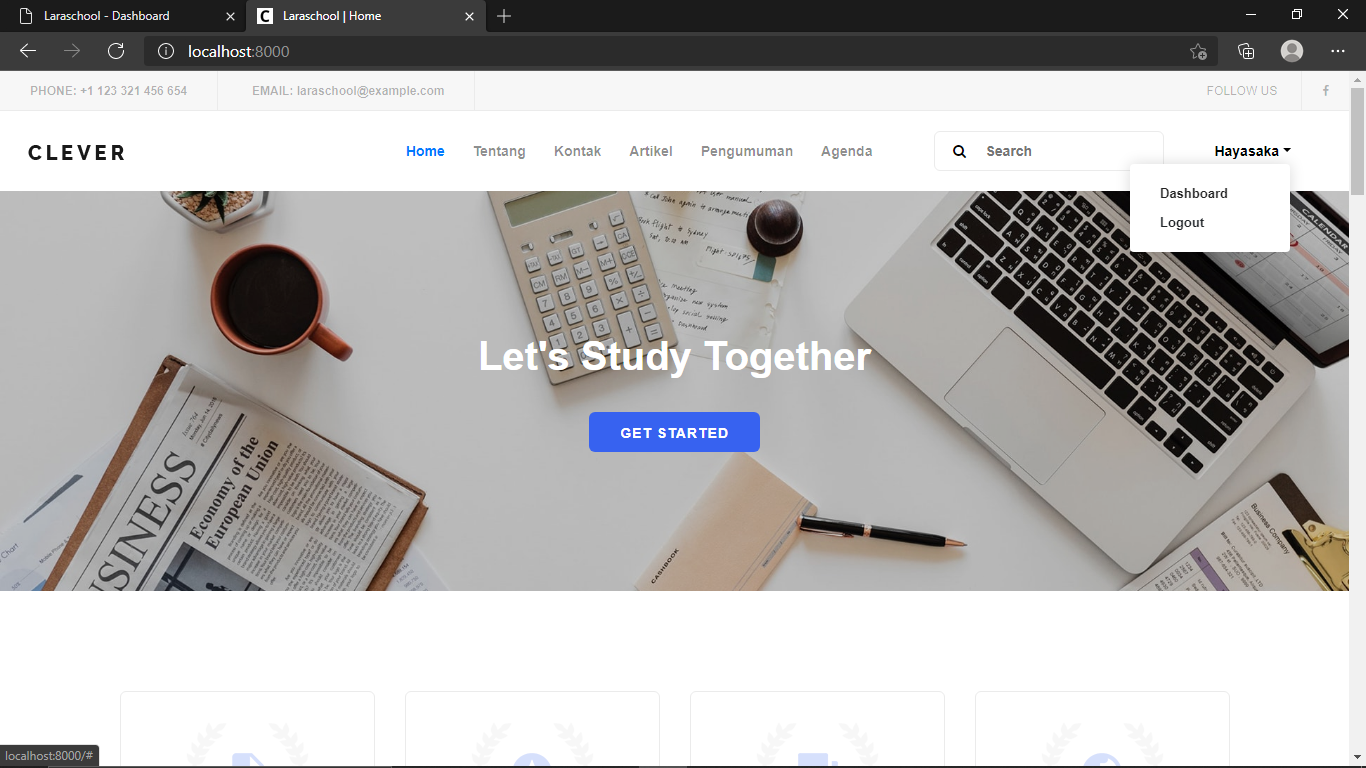 Laraschool - Dashboard
Laraschool | Home
localhost:8000
PHONE: +1 123 321 456 654
EMAIL: laraschool@example.com
FOLLOW US
CLEVER
Home
Tentang
Kontak
Artikel
Pengumuman
Agenda
Search
Hayasaka
Dashboard
Logout
CALENDAR
Let's Study Together
GET STARTED
BUSINESS
Economy of the
European Union
CASHBOOK
Business Company
localhost:8000/#